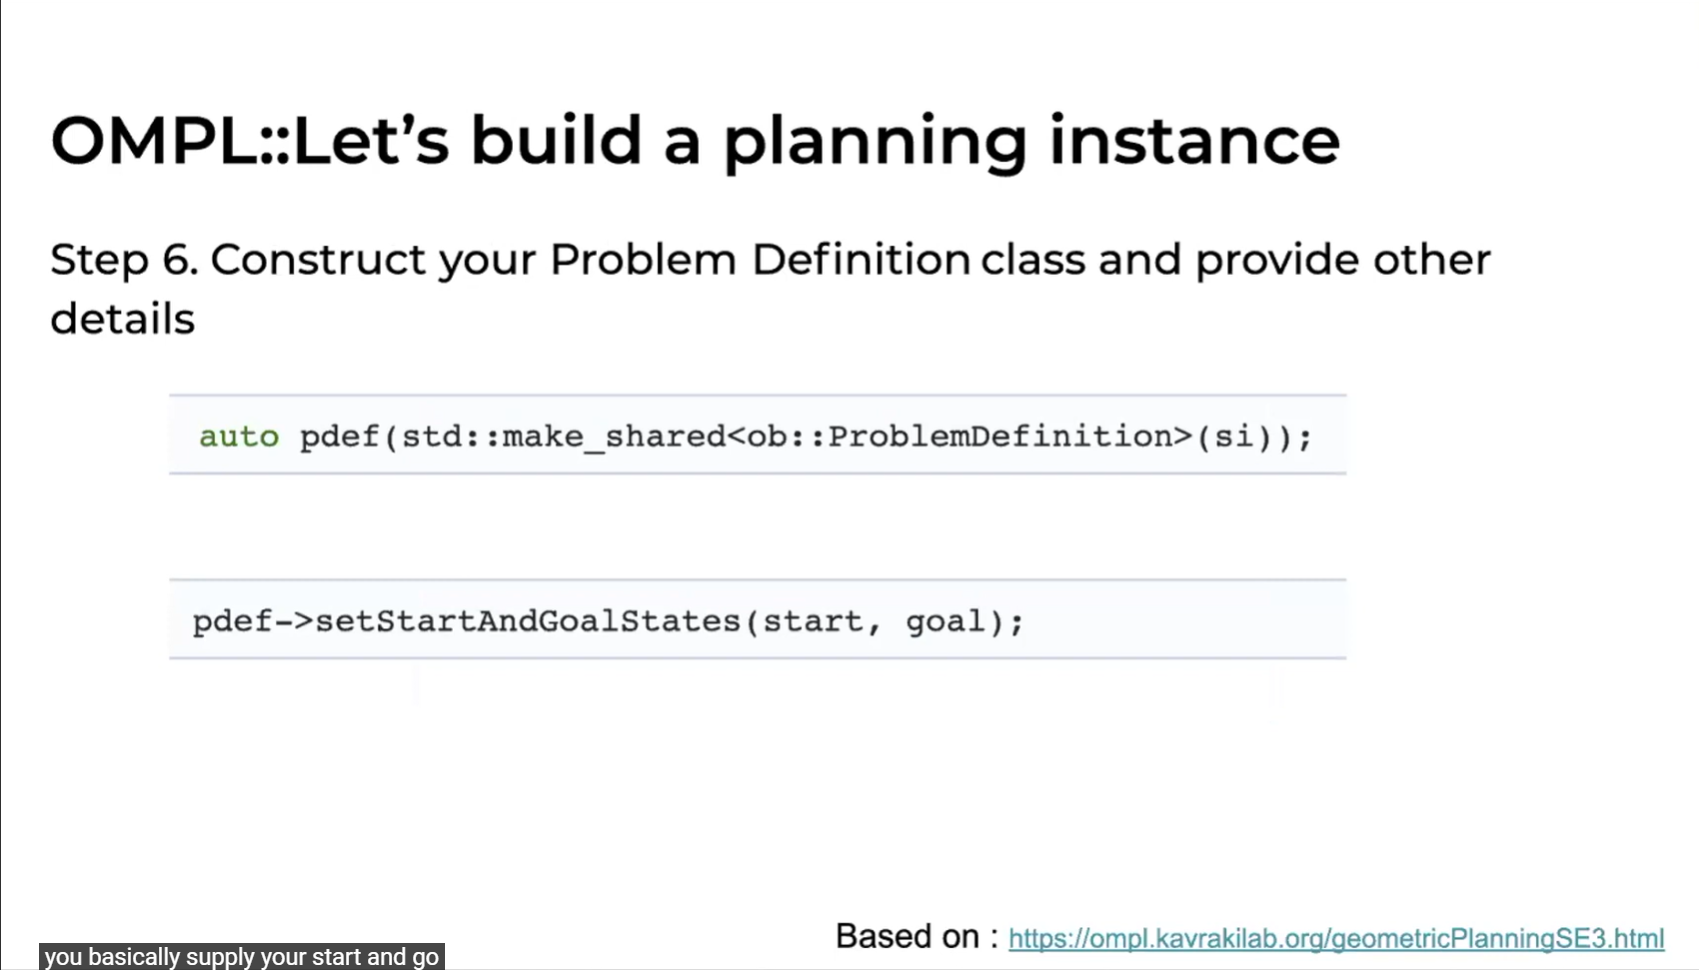 OMPL::Let’s build a planning instance
Step 6. Construct your Problem Definition class and provide other
details
auto pdef(std::make_shared<ob::ProblemDefinition>(si));
pdef->setStartAndGoalStates(start, goal);
Based on : https://ompl.kavrakilab.org/geometricPlanningSE3.html
you basically supply your start and go